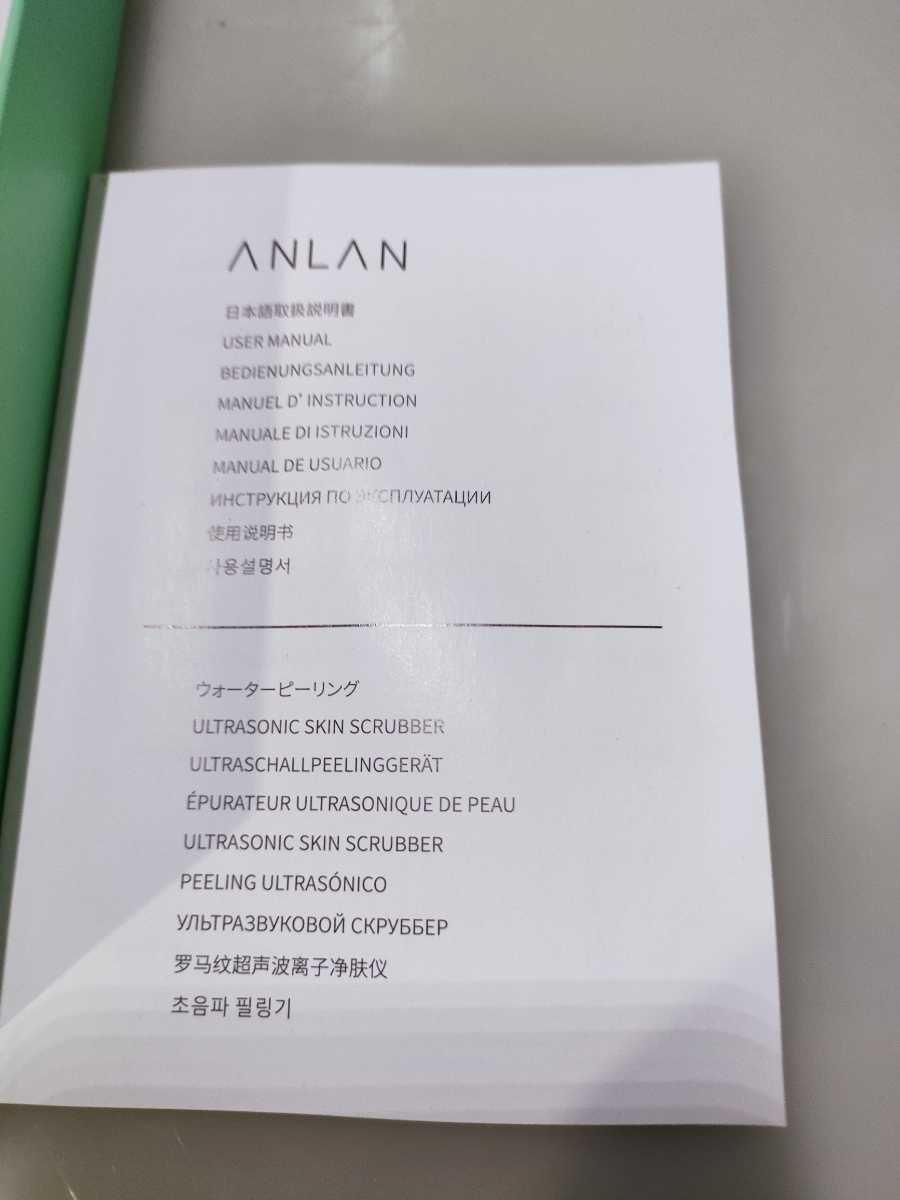 ANLAN
日本語取扱説明書
USER MANUAL
BEDIENUNGSANLEITUNG
MANUEL D' INSTRUCTION
MANUALE DI ISTRUZIONI
MANUAL DE USUARIO
ИНСТРУКЦИЯ ПО ЭКСПЛУАТАЦИИ
使用说明书
사용설명서
ウォーターピーリング
ULTRASONIC SKIN SCRUBBER
ULTRASCHALLPEELINGGERÄT
ÉPURATEUR ULTRASONIQUE DE PEAU
ULTRASONIC SKIN SCRUBBER
PEELING ULTRASÓNICO
УЛЬТРАЗВУКОВОЙ СКРУББЕР
罗马纹超声波离子净肤仪
초음파 필링기